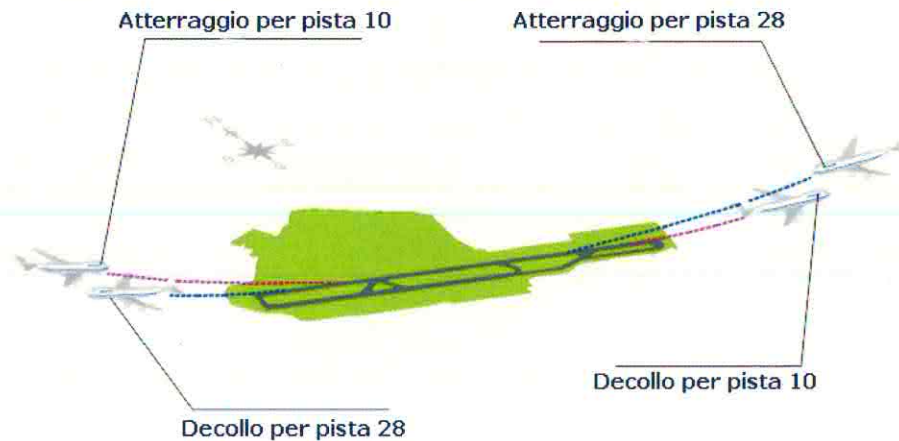 Atterraggio per pista 10
Atterraggio per pista 28
Decollo per pista 10
Decollo per pista 28